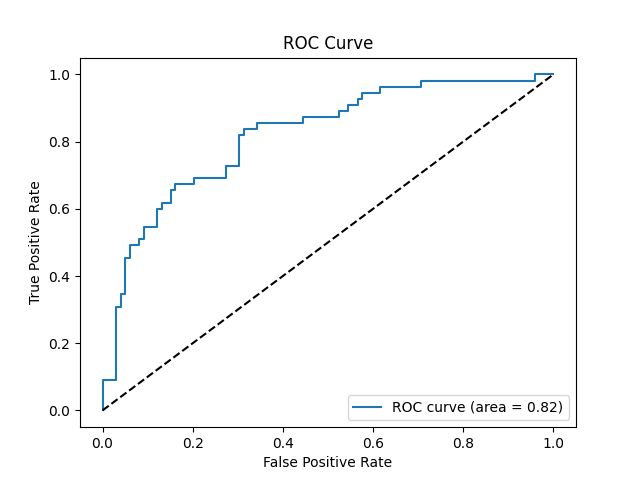 ROC Curve
1.0
0.8
0.6
0.4
0.2
0.0
True Positive Rate
ROC curve (area = 0.82)
0.0 0.2 0.4 0.6 0.8 1.0
False Positive Rate